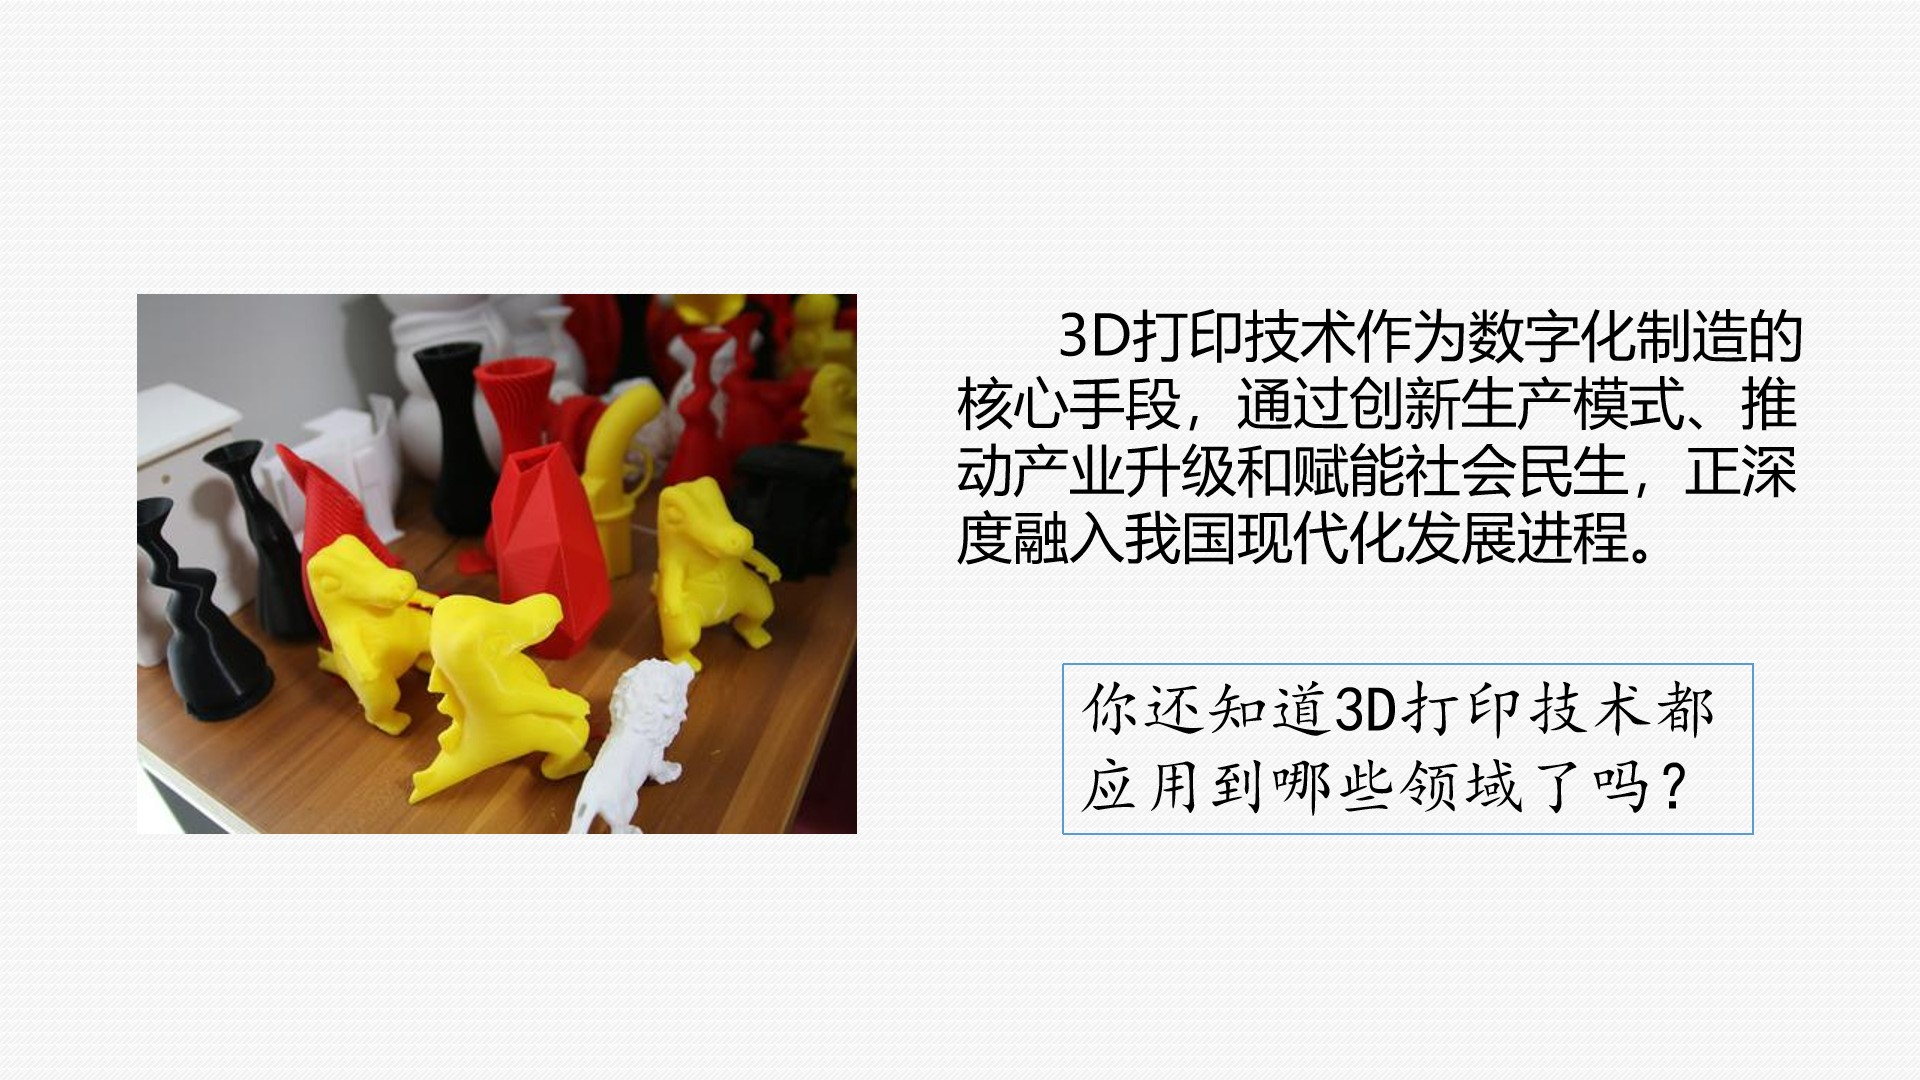 3D打印技术作为数字化制造的
核心手段，通过创新生产模式、推
动产业升级和赋能社会民生，正深
度融入我国现代化发展进程。
你还知道3D打印技术都
应用到哪些领域了吗？